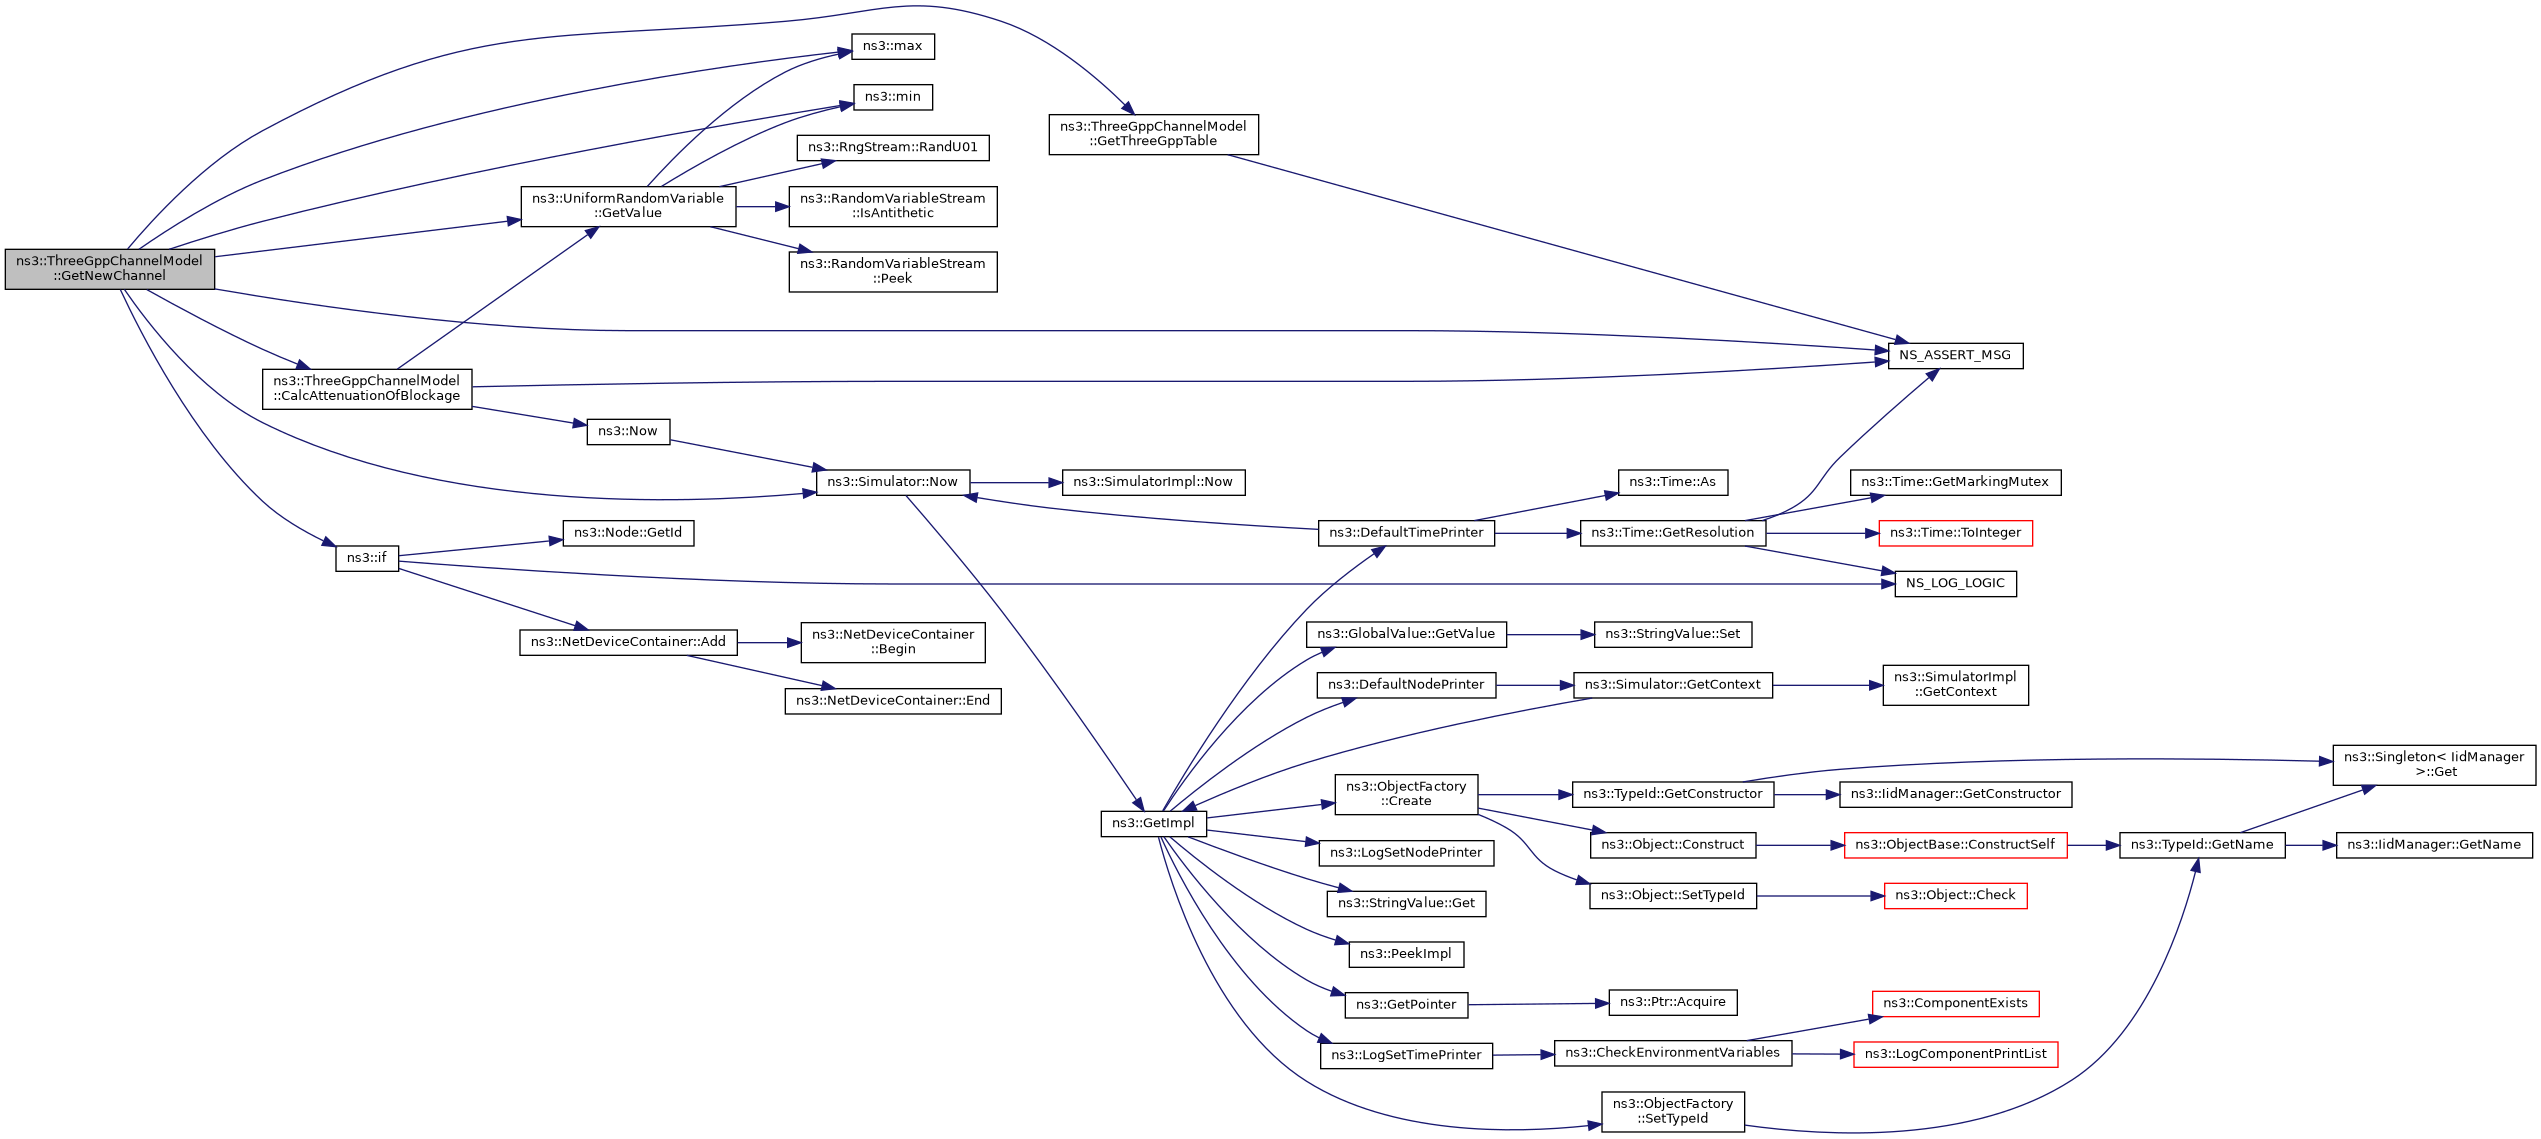 ns3::ThreeGppChannelModel
::GetNewChannel
ns3::max
ns3::min
ns3::RngStream::RandU01
ns3::UniformRandomVariable
::GetValue
ns3::RandomVariableStream
::IsAntithetic
ns3::RandomVariableStream
::Peek
ns3::ThreeGppChannelModel
::GetThreeGppTable
NS_ASSERT_MSG
ns3::ThreeGppChannelModel
::CalcAttenuationOfBlockage
ns3::Now
ns3::Simulator::Now
ns3::SimulatorImpl::Now
ns3::if
ns3::Node::GetId
ns3::NetDeviceContainer::Add
ns3::NetDeviceContainer
::Begin
ns3::NetDeviceContainer::End
ns3::DefaultTimePrinter
ns3::Time::As
ns3::Time::GetResolution
ns3::Time::GetMarkingMutex
ns3::Time::ToInteger
NS_LOG_LOGIC
ns3::GlobalValue::GetValue
ns3::StringValue::Set
ns3::DefaultNodePrinter
ns3::Simulator::GetContext
ns3::SimulatorImpl
::GetContext
ns3::GetImpl
ns3::ObjectFactory
::Create
ns3::TypeId::GetConstructor
ns3::IidManager::GetConstructor
ns3::Singleton< IidManager
>::Get
ns3::LogSetNodePrinter
ns3::Object::Construct
ns3::ObjectBase::ConstructSelf
ns3::TypeId::GetName
ns3::IidManager::GetName
ns3::StringValue::Get
ns3::Object::SetTypeId
ns3::Object::Check
ns3::PeekImpl
ns3::GetPointer
ns3::Ptr::Acquire
ns3::ComponentExists
ns3::LogSetTimePrinter
ns3::CheckEnvironmentVariables
ns3::LogComponentPrintList
ns3::ObjectFactory
::SetTypeId